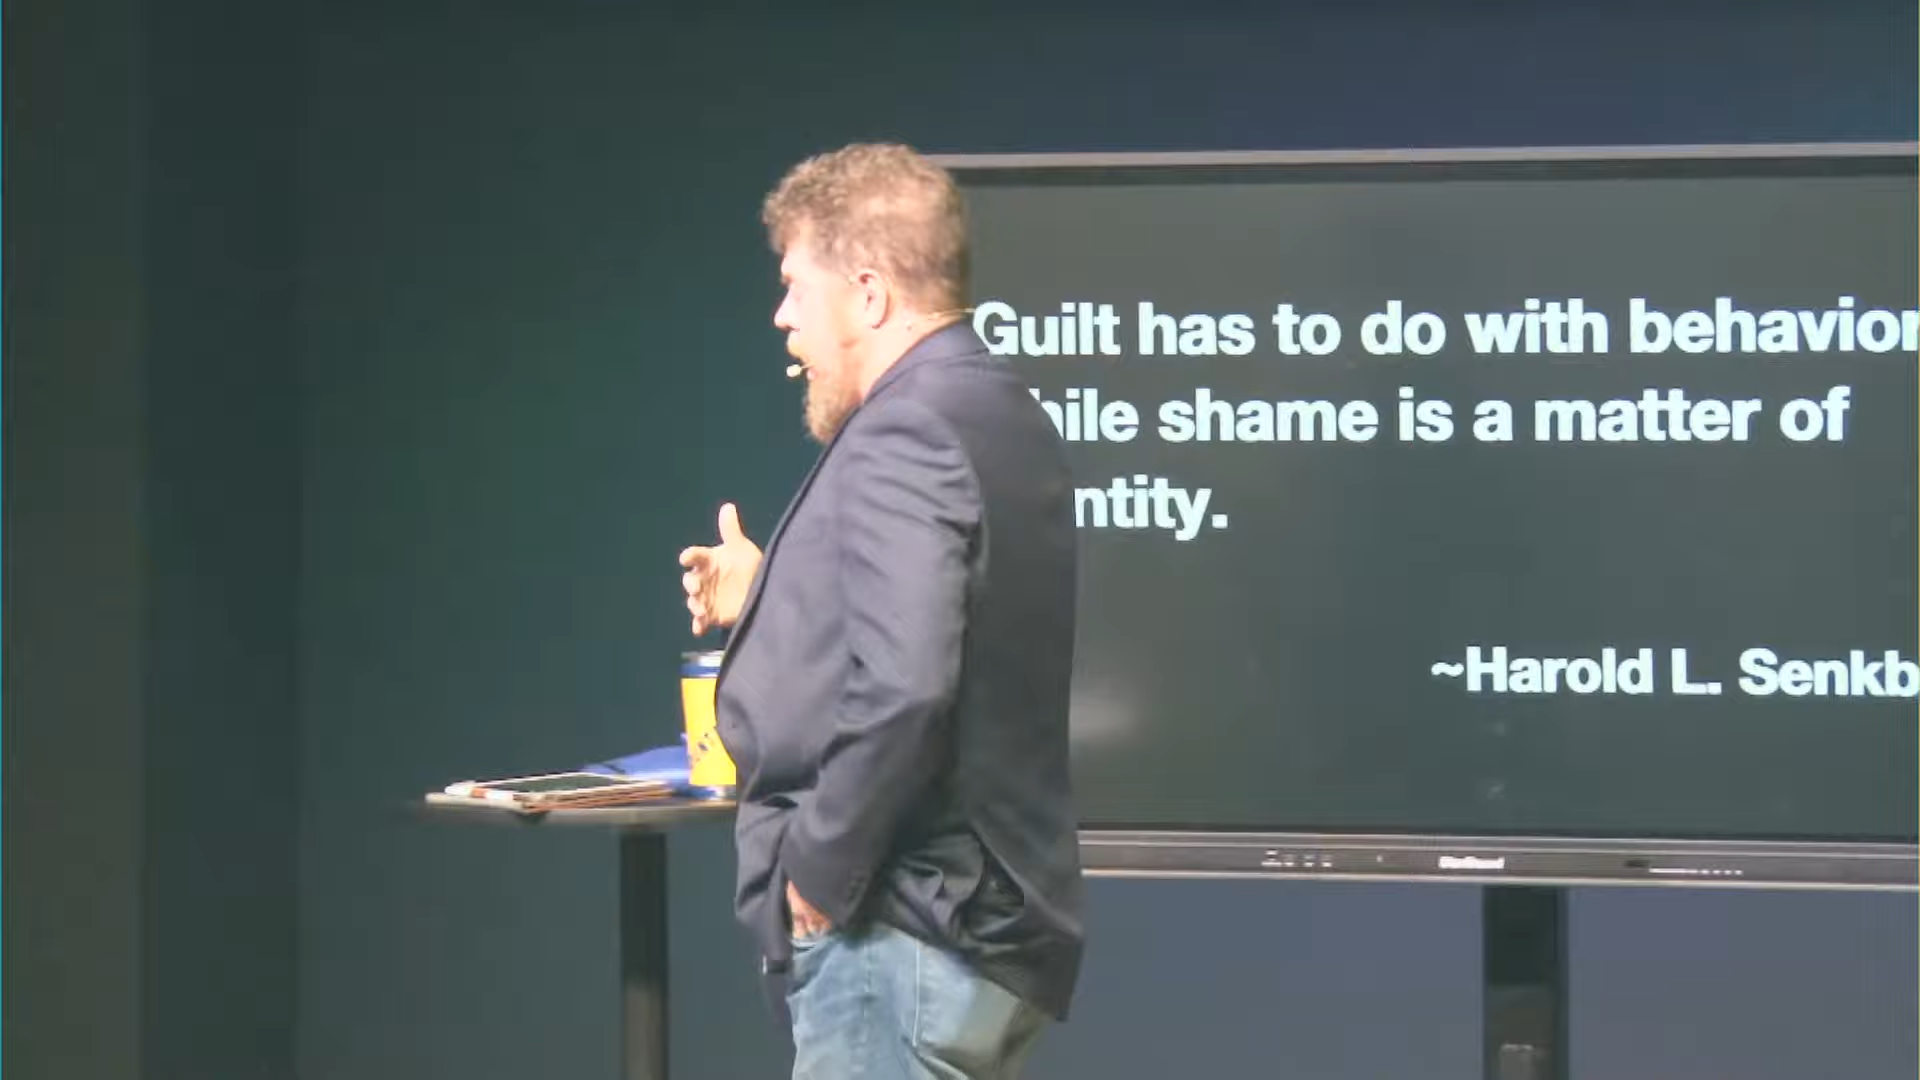 Guilt has to do with behavior
hile shame is a matter of
ntity.
~Harold L. Senkb